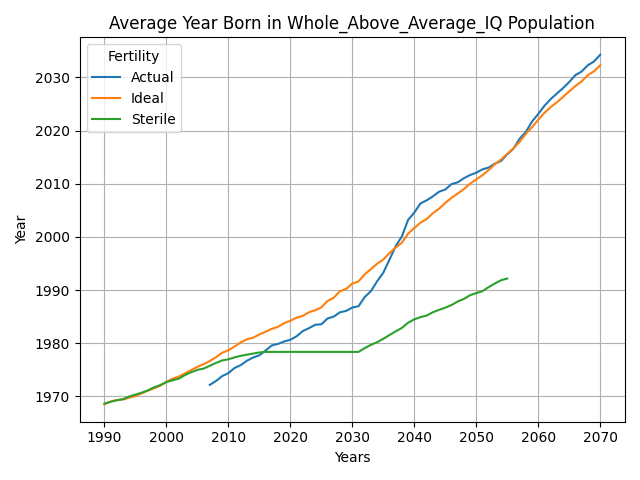 Average Year Born in Whole_Above_Average_IQ Population
Fertility
Actual
Ideal
Sterile
Year
2030
2020
2010
2000
1990
1980
1970
1990 2000 2010 2020 2030 2040 2050 2060 2070
Years